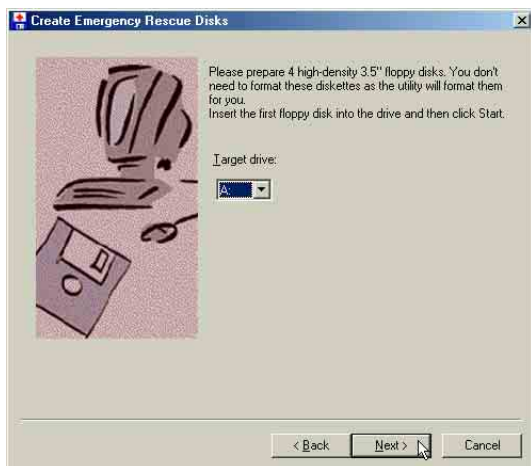 Create Emergency Rescue Disks
Please prepare 4 high-density 3.5" floppy disks. You don't
need to format these diskettes as the utility will format them
for you.
Insert the first floppy disk into the drive and then click Start.
Target drive:
A:
< Back
Next >
Cancel